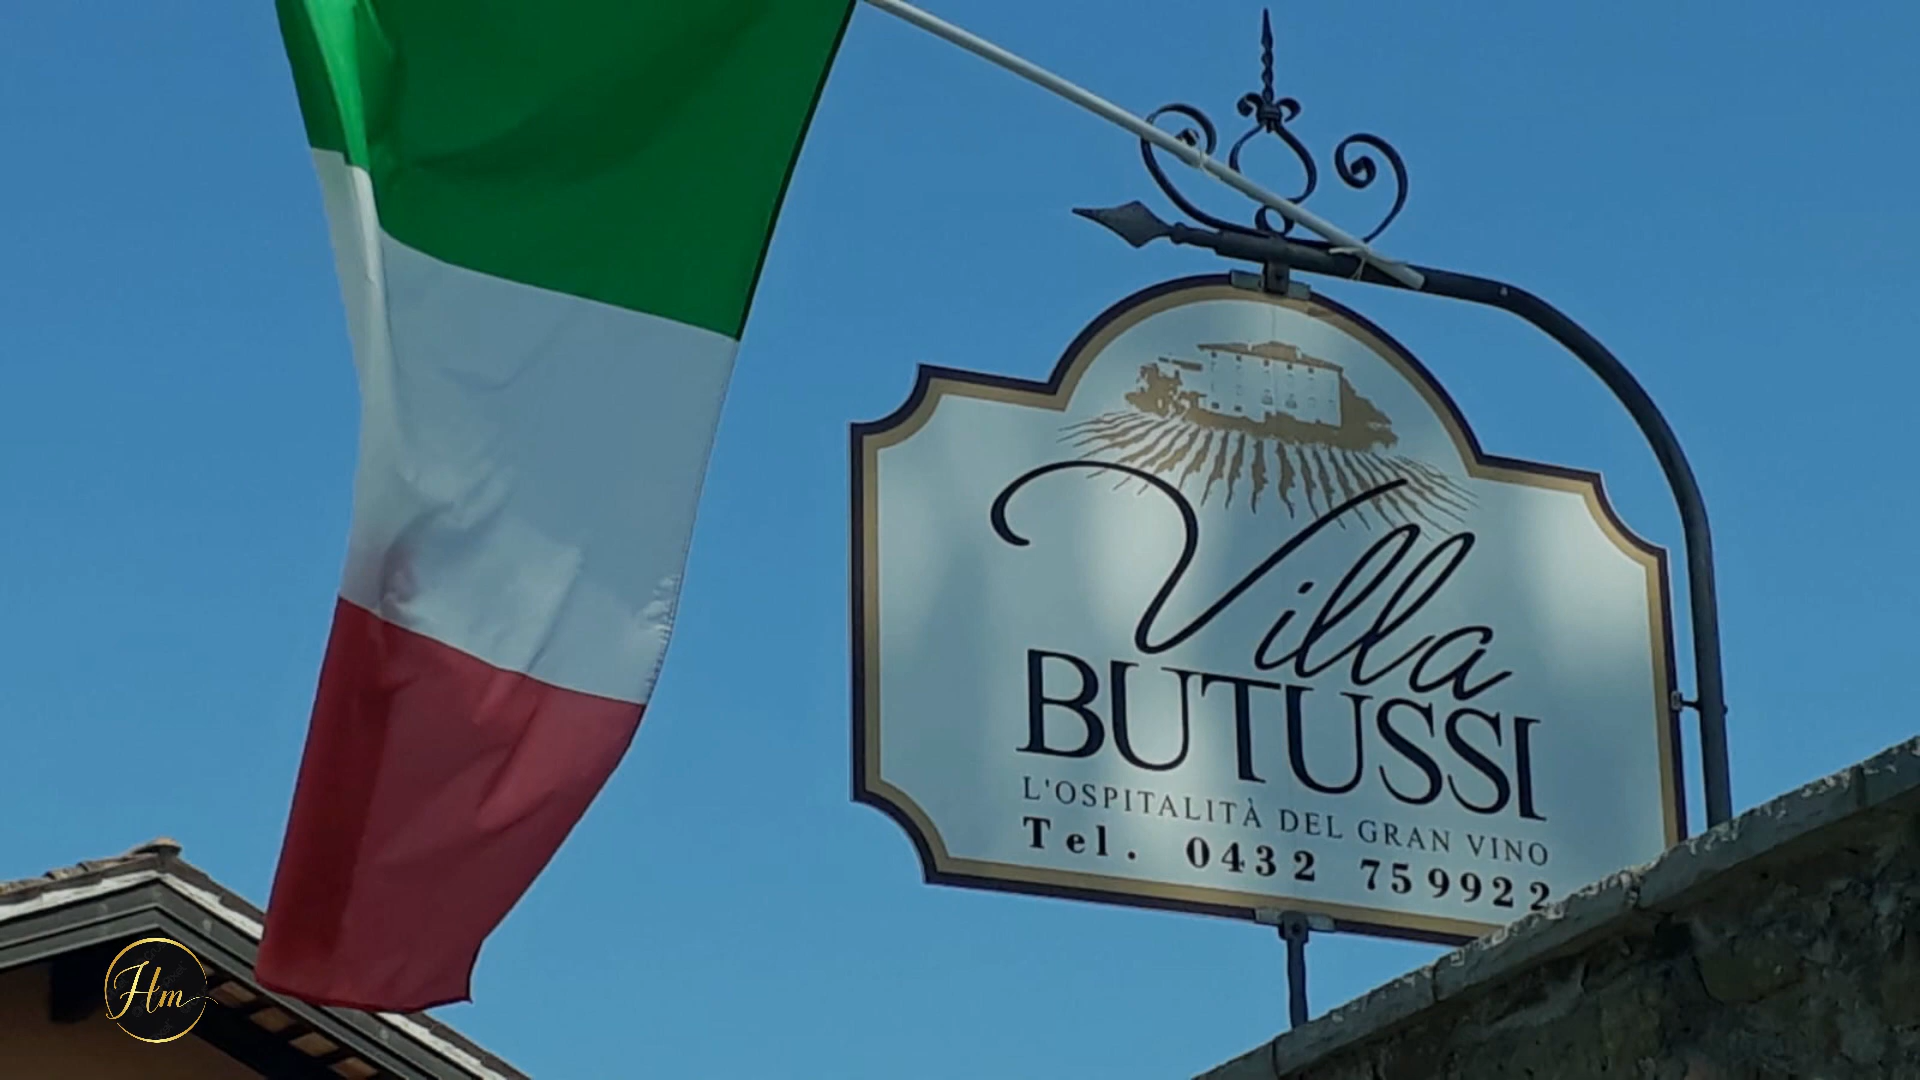 Villa
BUTUSSI
L'OSPITALITÀ DEL GRAN VINO
Tel. 0432 759922
Hm